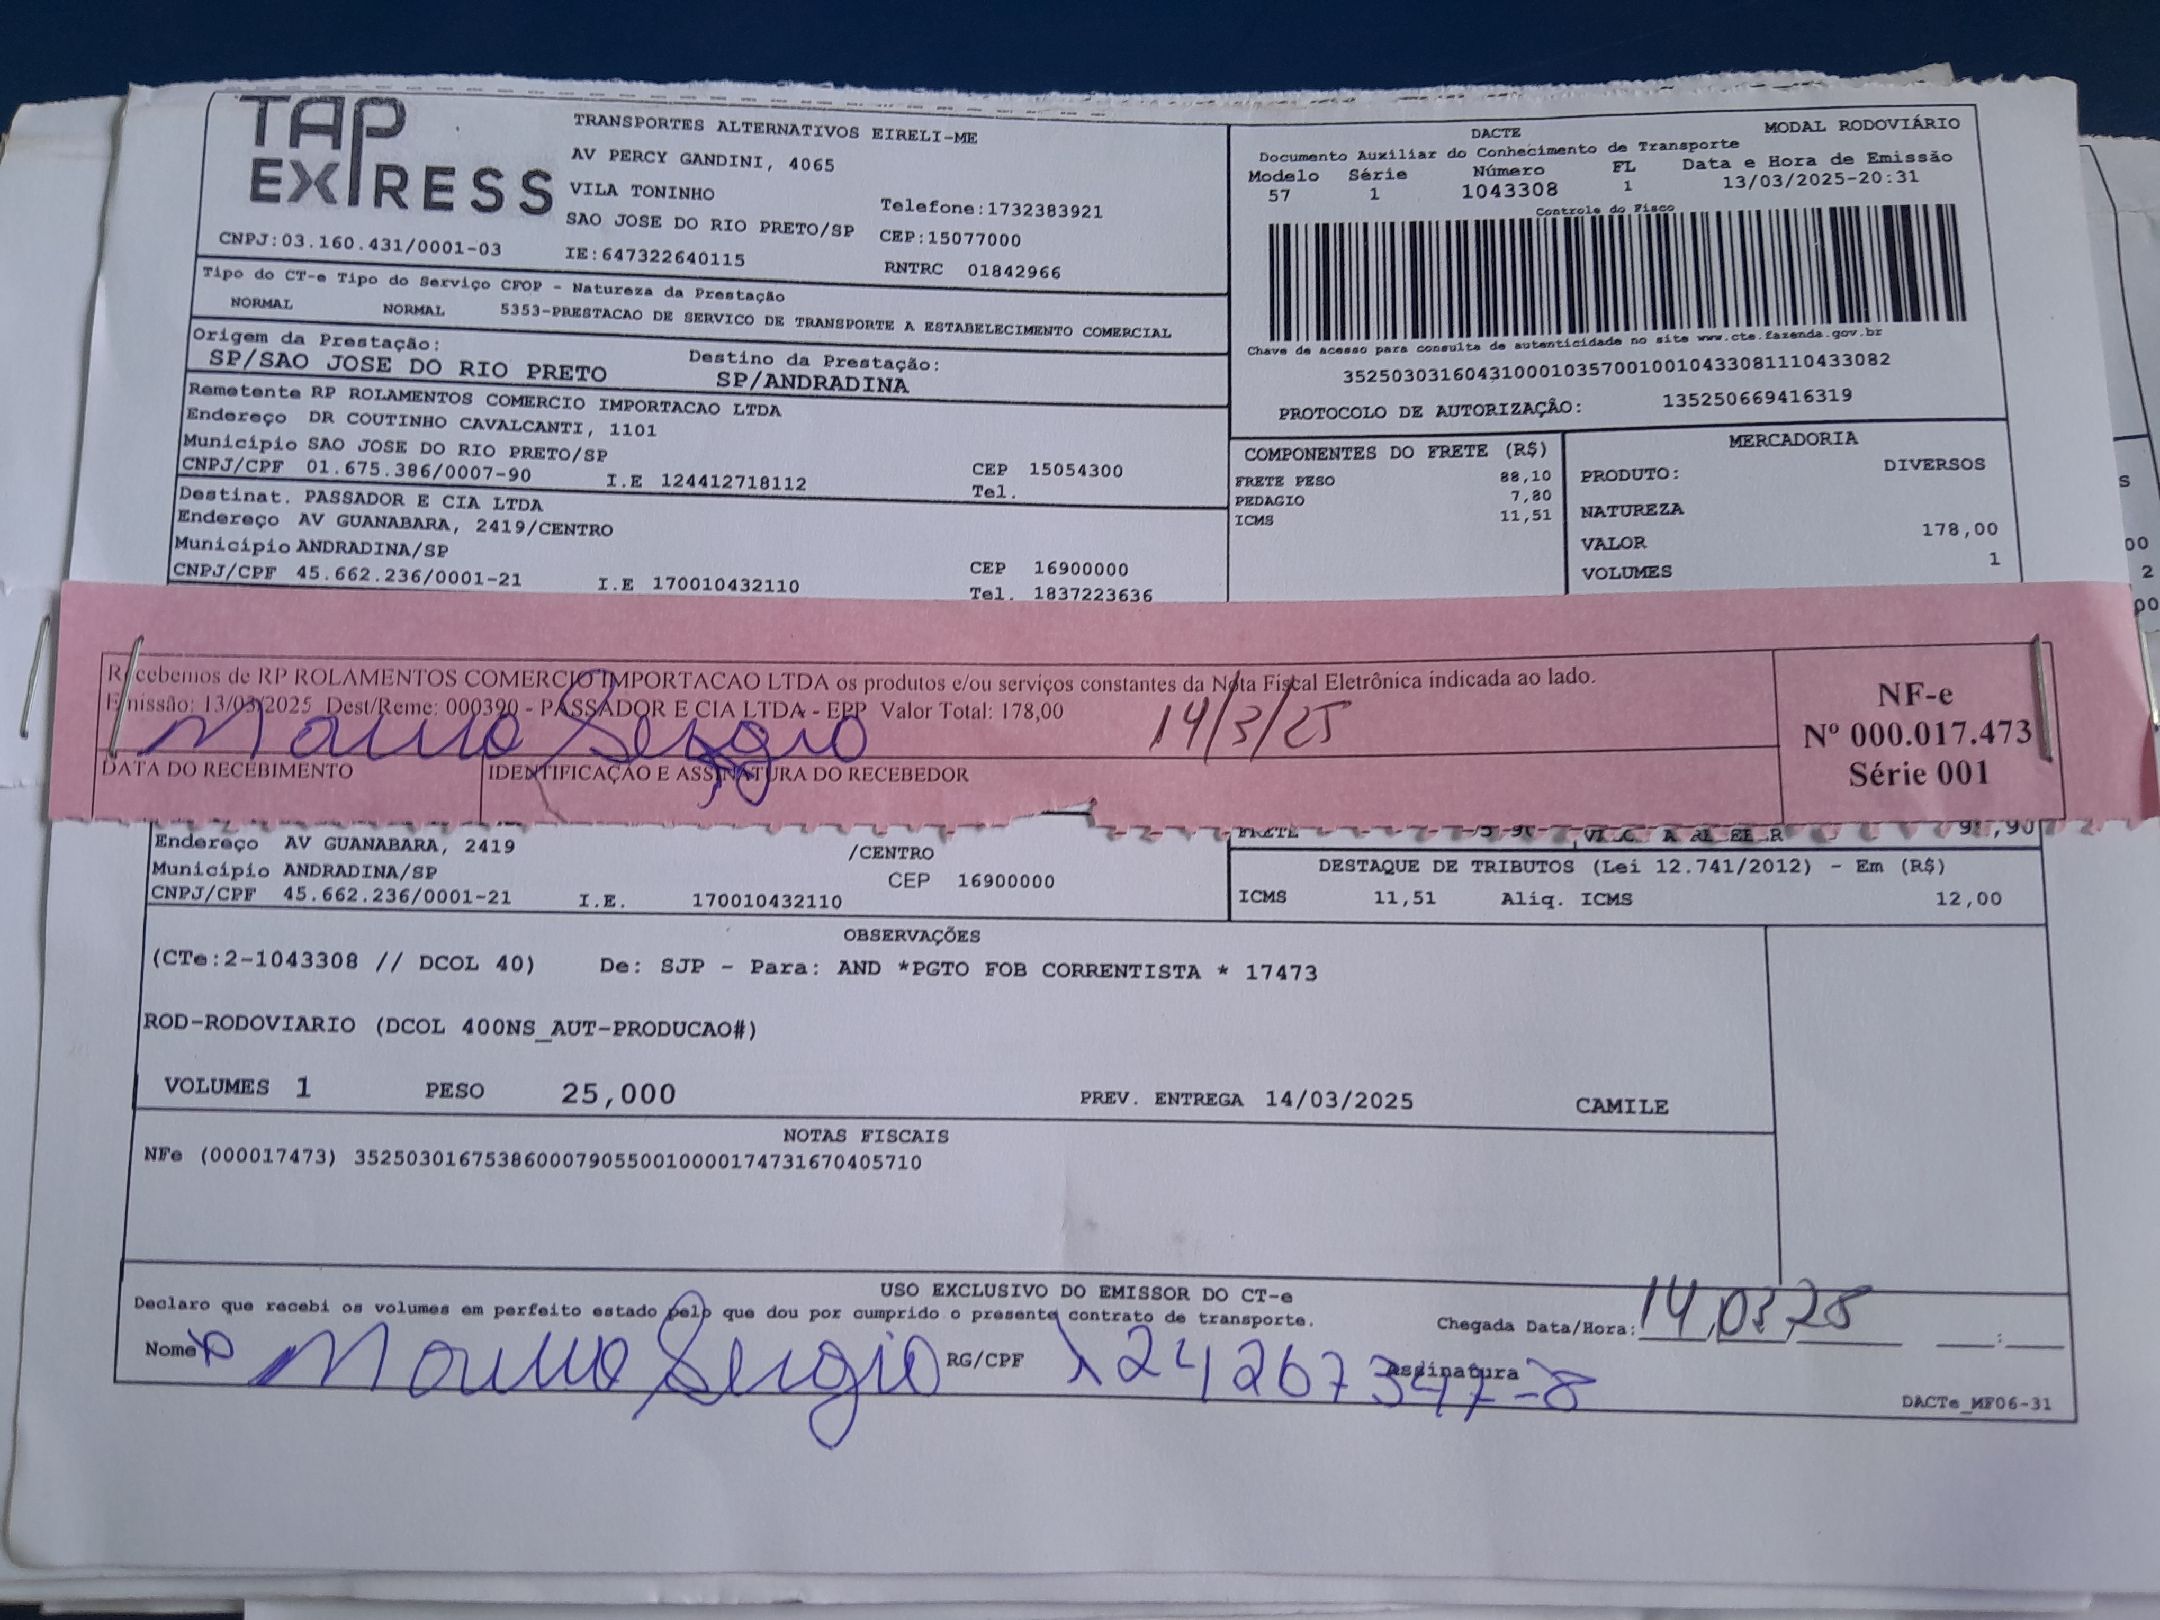 TAP
EXPRESS
TRANSPORTES ALTERNATIVOS EIRELI-ME
AV PERCY GANDINI, 4065
VILA TONINHO
Telefone:1732383921
SAO JOSE DO RIO PRETO/SP CEP:15077000
CNPJ:03.160.431/0001-03 IE:647322640115 RNTRC 01842966
DACTE MODAL RODOVIÁRIO
Documento Auxiliar do Conhecimento de Transporte
Modelo Série Número FL Data e Hora de Emissão
57 1 1043308 1 13/03/2025-20:31
Controle do Fisco
Chave de acesso para consulta de autenticidade no site www.cte.fazenda.gov.br
35250303160431000103570010010433081110433082
PROTOCOLO DE AUTORIZAÇÂO: 135250669416319
Tipo do CT-e Tipo do Serviço CFOP - Natureza da Prestação
NORMAL NORMAL 5353-PRESTACAO DE SERVICO DE TRANSPORTE A ESTABELECIMENTO COMERCIAL
Origem da Prestação: Destino da Prestação:
SP/SAO JOSE DO RIO PRETO SP/ANDRADINA
Remetente RP ROLAMENTOS COMERCIO IMPORTACAO LTDA
Endereço DR COUTINHO CAVALCANTI, 1101
Município SAO JOSE DO RIO PRETO/SP
CNPJ/CPF 01.675.386/0007-90 I.E 124412718112 CEP 15054300
Tel.
Destinat. PASSADOR E CIA LTDA
Endereço AV GUANABARA, 2419/CENTRO
Município ANDRADINA/SP
CNPJ/CPF 45.662.236/0001-21 I.E 170010432110 CEP 16900000
Tel. 1837223636
COMPONENTES DO FRETE (R$)
FRETE PESO 88,10
PEDAGIO 7,80
ICMS 11,51
MERCADORIA
PRODUTO: DIVERSOS
NATUREZA
VALOR 178,00
VOLUMES 1
Recebemos de RP ROLAMENTOS COMERCIO IMPORTACAO LTDA os produtos e/ou serviços constantes da Nota Fiscal Eletrônica indicada ao lado.
Emissão: 13/03/2025 Dest/Reme: 000390 - PASSADOR E CIA LTDA - EPP Valor Total: 178,00
Mauro Sergio 14/3/25
DATA DO RECEBIMENTO IDENTIFICAÇÃO E ASSINATURA DO RECEBEDOR
NF-e
Nº 000.017.473
Série 001
Endereço AV GUANABARA, 2419 /CENTRO
Município ANDRADINA/SP CEP 16900000
CNPJ/CPF 45.662.236/0001-21 I.E. 170010432110
FRETE
DESTAQUE DE TRIBUTOS (Lei 12.741/2012) - Em (R$)
ICMS 11,51 Aliq. ICMS 12,00
OBSERVAÇÕES
(CTe:2-1043308 // DCOL 40) De: SJP - Para: AND *PGTO FOB CORRENTISTA * 17473
ROD-RODOVIARIO (DCOL 400NS_AUT-PRODUCAO#)
VOLUMES 1 PESO 25,000 PREV. ENTREGA 14/03/2025 CAMILE
NOTAS FISCAIS
NFe (000017473) 35250301675386000790550010000174731670405710
USO EXCLUSIVO DO EMISSOR DO CT-e
Declaro que recebi os volumes em perfeito estado pelo que dou por cumprido o presente contrato de transporte.
Chegada Data/Hora: 14/03/25 :
Nome Mauro Sergio RG/CPF 24267347-8 Assinatura
DACTe_MF06-31